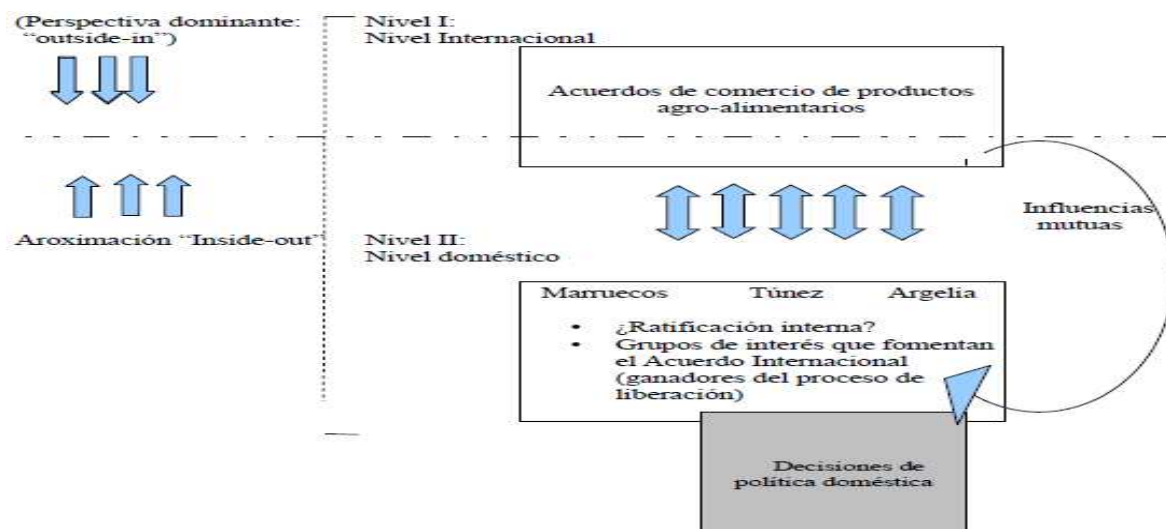 (Perspectiva dominante:
"outside-in")
Nivel I:
Nivel Internacional
Acuerdos de comercio de productos
agro-alimentarios
Aroximación "Inside-out"
Nivel II:
Nivel doméstico
Influencias
mutuas
Marruecos Túnez Argelia
• ¿Ratificación interna?
• Grupos de interés que fomentan
el Acuerdo Internacional
(ganadores del proceso de
liberación)
Decisiones de
política doméstica